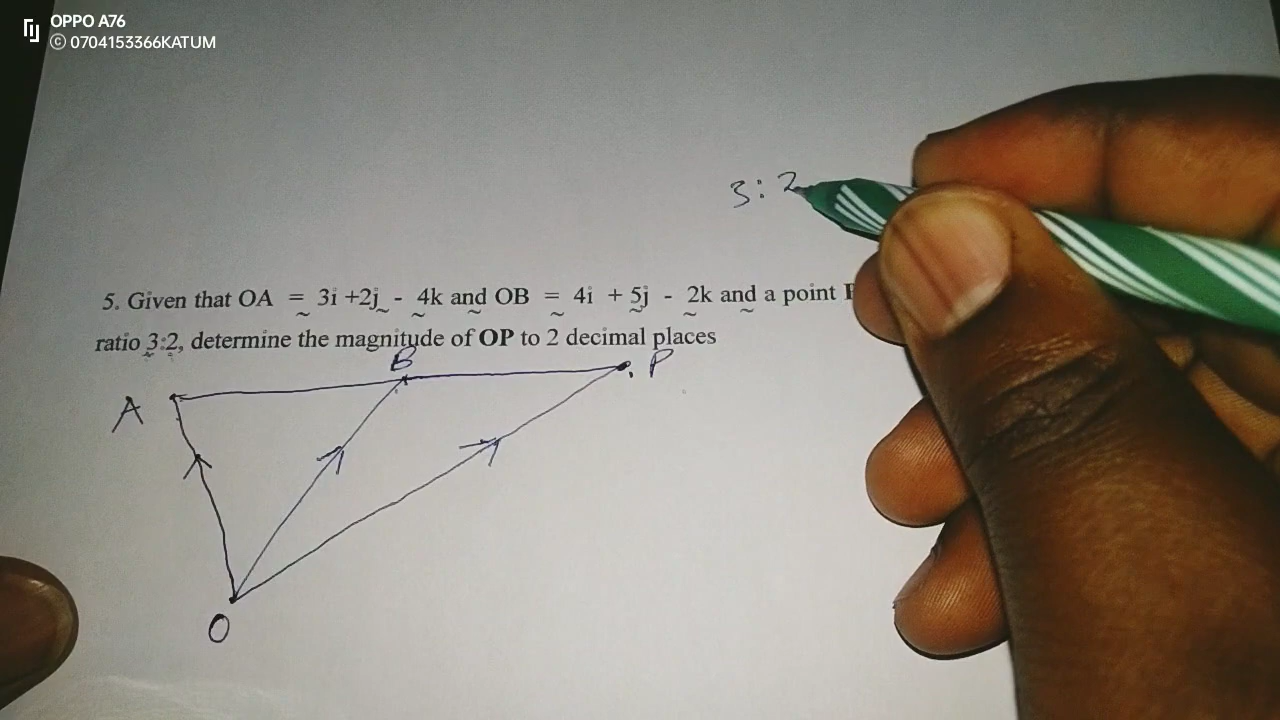 OPPO A76
© 0704153366KATUM
3:2
5. Given that OA = 3i +2j - 4k and OB = 4i + 5j - 2k and a point
ratio 3:2, determine the magnitude of OP to 2 decimal places
B
P
A
O